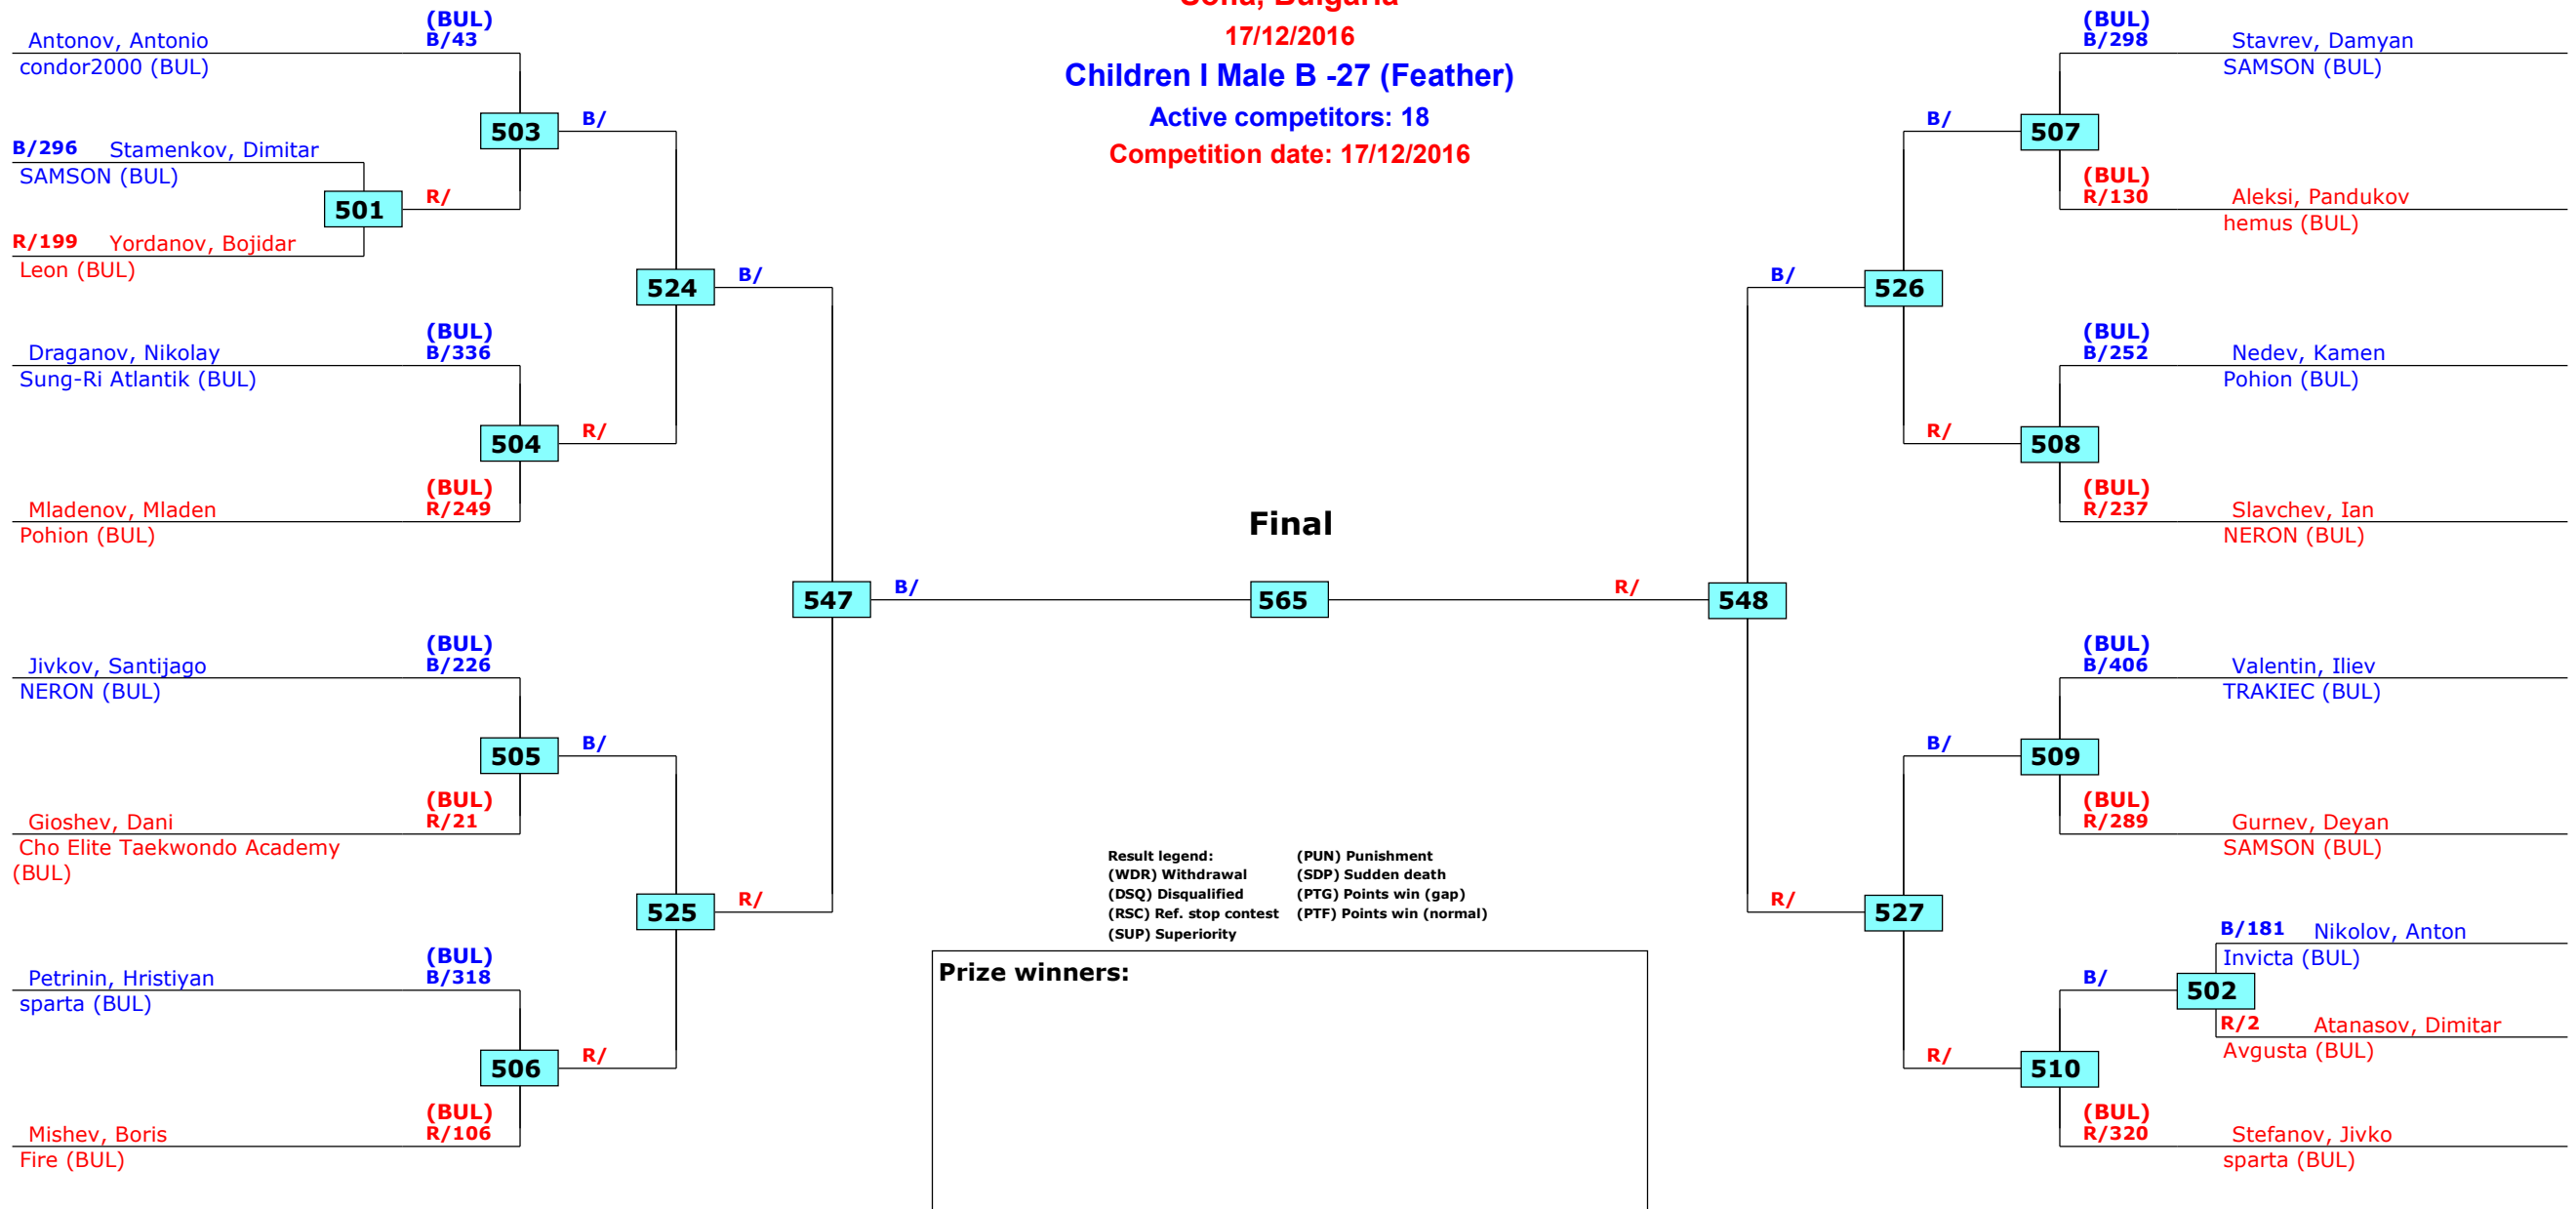 Sofia, Bulgaria
17/12/2016
Children I Male B -27 (Feather)
Active competitors: 18
Competition date: 17/12/2016
(BUL)
Antonov, Antonio B/43
condor2000 (BUL)
B/296 Stamenkov, Dimitar
SAMSON (BUL)
R/199 Yordanov, Bojidar
Leon (BUL)
501
R/
503
B/
(BUL)
Draganov, Nikolay B/336
Sung-Ri Atlantik (BUL)
504
R/
(BUL)
Mladenov, Mladen R/249
Pohion (BUL)
524
B/
(BUL)
Jivkov, Santijago B/226
NERON (BUL)
505
B/
(BUL)
Gioshev, Dani R/21
Cho Elite Taekwondo Academy
(BUL)
525
R/
(BUL)
Petrinin, Hristiyan B/318
sparta (BUL)
506
R/
(BUL)
Mishev, Boris R/106
Fire (BUL)
547
B/
Final
565
R/
548
(BUL)
B/298 Stavrev, Damyan
SAMSON (BUL)
B/
507
(BUL)
R/130 Aleksi, Pandukov
hemus (BUL)
B/
526
(BUL)
B/252 Nedev, Kamen
Pohion (BUL)
R/
508
(BUL)
R/237 Slavchev, Ian
NERON (BUL)
(BUL)
B/406 Valentin, Iliev
TRAKIEC (BUL)
B/
509
(BUL)
R/289 Gurnev, Deyan
SAMSON (BUL)
R/
527
B/181 Nikolov, Anton
Invicta (BUL)
B/
502
R/2 Atanasov, Dimitar
Avgusta (BUL)
R/
510
(BUL)
R/320 Stefanov, Jivko
sparta (BUL)
Result legend: (PUN) Punishment
(WDR) Withdrawal (SDP) Sudden death
(DSQ) Disqualified (PTG) Points win (gap)
(RSC) Ref. stop contest (PTF) Points win (normal)
(SUP) Superiority
Prize winners: